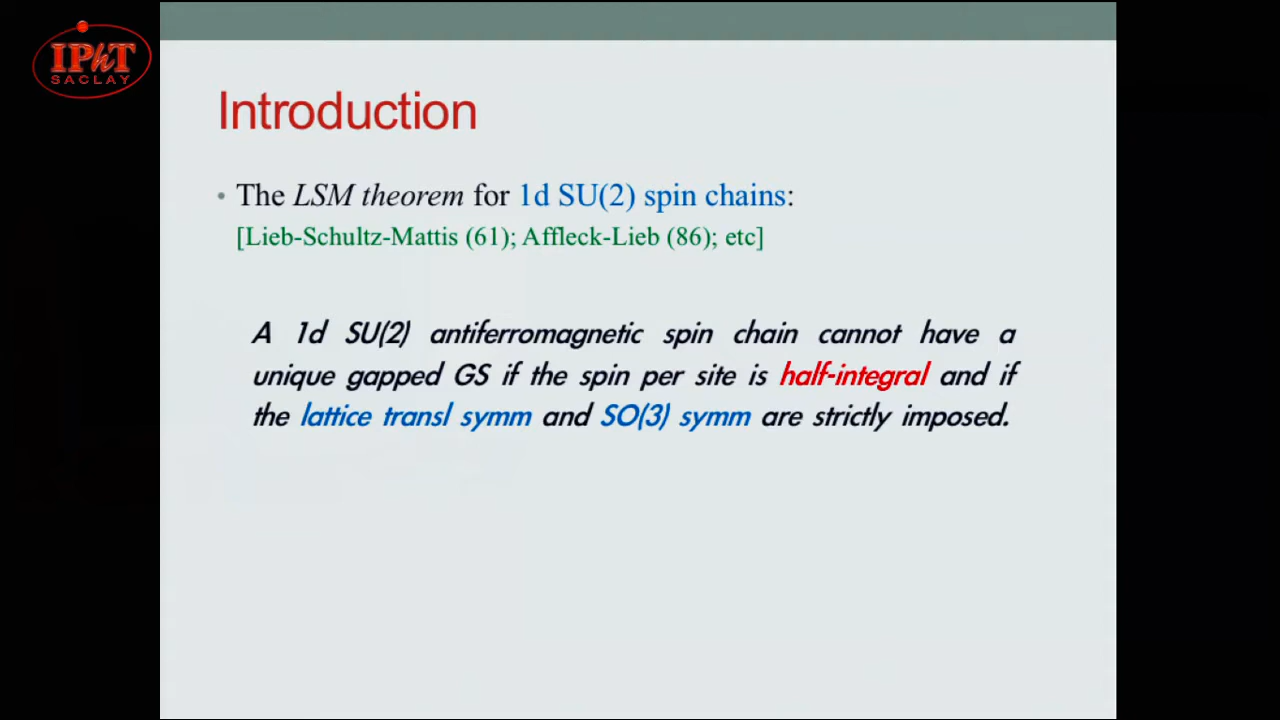 IPhT
SACLAY
Introduction
• The LSM theorem for 1d SU(2) spin chains:
[Lieb-Schultz-Mattis (61); Affleck-Lieb (86); etc]
A 1d SU(2) antiferromagnetic spin chain cannot have a
unique gapped GS if the spin per site is half-integral and if
the lattice transl symm and SO(3) symm are strictly imposed.